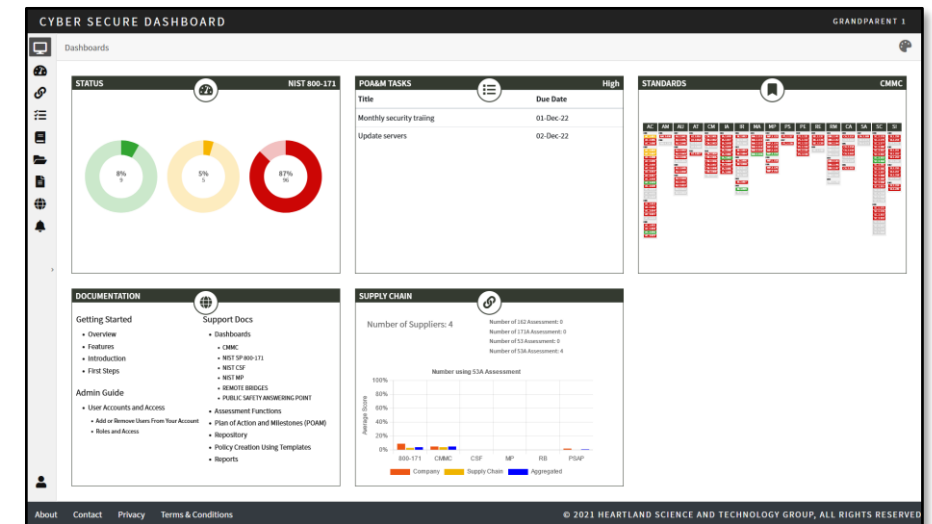 CYBER SECURE DASHBOARD
GRANDPARENT 1
Dashboards
STATUS
NIST 800-171
8%
9
5%
5
87%
96
POA&M TASKS
High
Title
Due Date
Monthly security traiing
01-Dec-22
Update servers
02-Dec-22
STANDARDS
CMMC
AC AM AU AT CM IA IR MA MP PS PE RE RM CA SA SC SI
DOCUMENTATION
Getting Started
• Overview
• Features
• Introduction
• First Steps
Admin Guide
• User Accounts and Access
• Add or Remove Users From Your Account
• Roles and Access
Support Docs
• Dashboards
• CMMC
• NIST SP 800-171
• NIST CSF
• NIST MP
• REMOTE BRIDGES
• PUBLIC SAFETY ANSWERING POINT
• Assessment Functions
• Plan of Action and Milestones (POAM)
• Repository
• Policy Creation Using Templates
• Reports
SUPPLY CHAIN
Number of Suppliers: 4
Number of 162 Assessment: 0
Number of 171A Assessment: 0
Number of 53 Assessment: 0
Number of 53A Assessment: 4
Number using 53A Assessment
Average Score
100%
80%
60%
40%
20%
0%
800-171 CMMC CSF MP RB PSAP
Company Supply Chain Aggregated
About Contact Privacy Terms & Conditions
© 2021 HEARTLAND SCIENCE AND TECHNOLOGY GROUP, ALL RIGHTS RESERVED